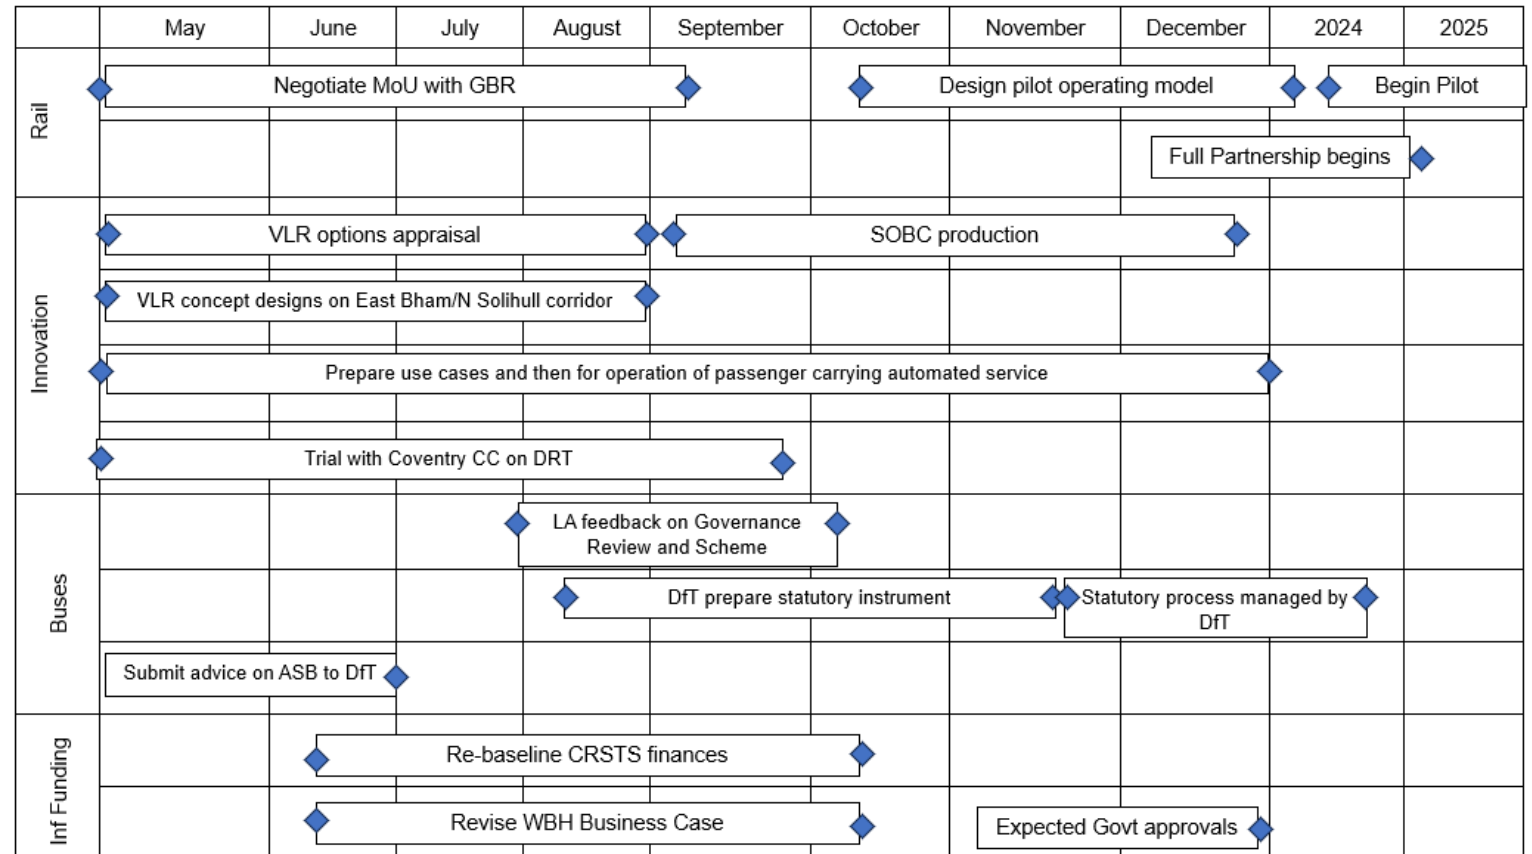 May June July August September October November December 2024 2025
Rail
Negotiate MoU with GBR
Design pilot operating model
Begin Pilot
Full Partnership begins
Innovation
VLR options appraisal
SOBC production
VLR concept designs on East Bham/N Solihull corridor
Prepare use cases and then for operation of passenger carrying automated service
Trial with Coventry CC on DRT
Buses
LA feedback on Governance
Review and Scheme
DfT prepare statutory instrument
Statutory process managed by
DfT
Submit advice on ASB to DfT
Inf Funding
Re-baseline CRSTS finances
Revise WBH Business Case
Expected Govt approvals